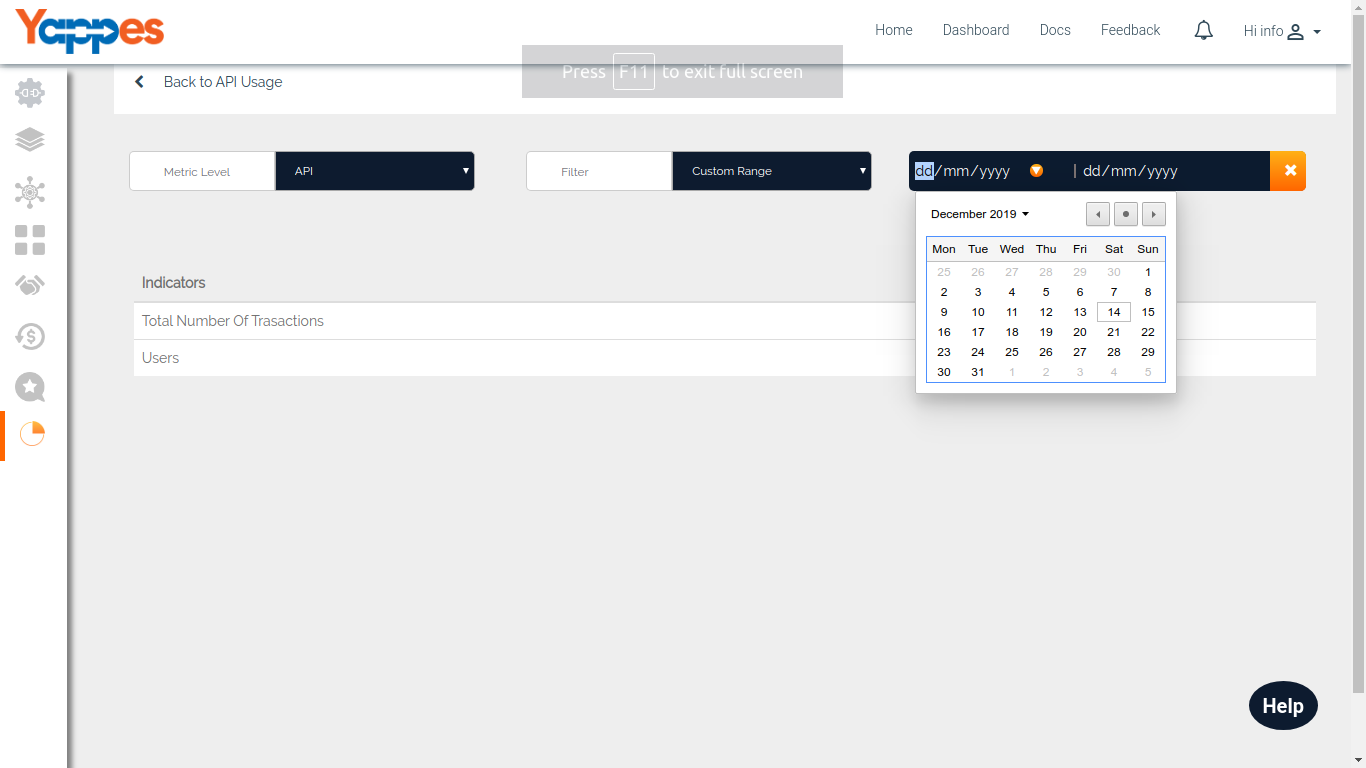 Yappes
Home Dashboard Docs Feedback Hi info
Press F11 to exit full screen
Back to API Usage
Metric Level API Filter Custom Range dd/mm/yyyy | dd/mm/yyyy
December 2019
Mon Tue Wed Thu Fri Sat Sun
25 26 27 28 29 30 1
2 3 4 5 6 7 8
9 10 11 12 13 14 15
16 17 18 19 20 21 22
23 24 25 26 27 28 29
30 31 1 2 3 4 5
Indicators
Total Number Of Trasactions
Users
Help